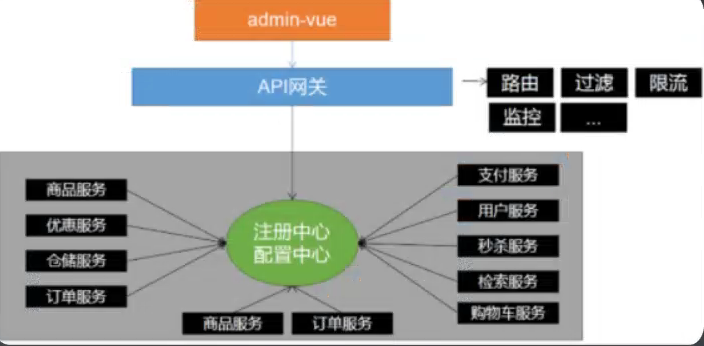 admin-vue
API网关
路由 过滤 限流
监控 ...
商品服务
优惠服务
仓储服务
订单服务
注册中心
配置中心
支付服务
用户服务
秒杀服务
检索服务
购物车服务
商品服务 订单服务